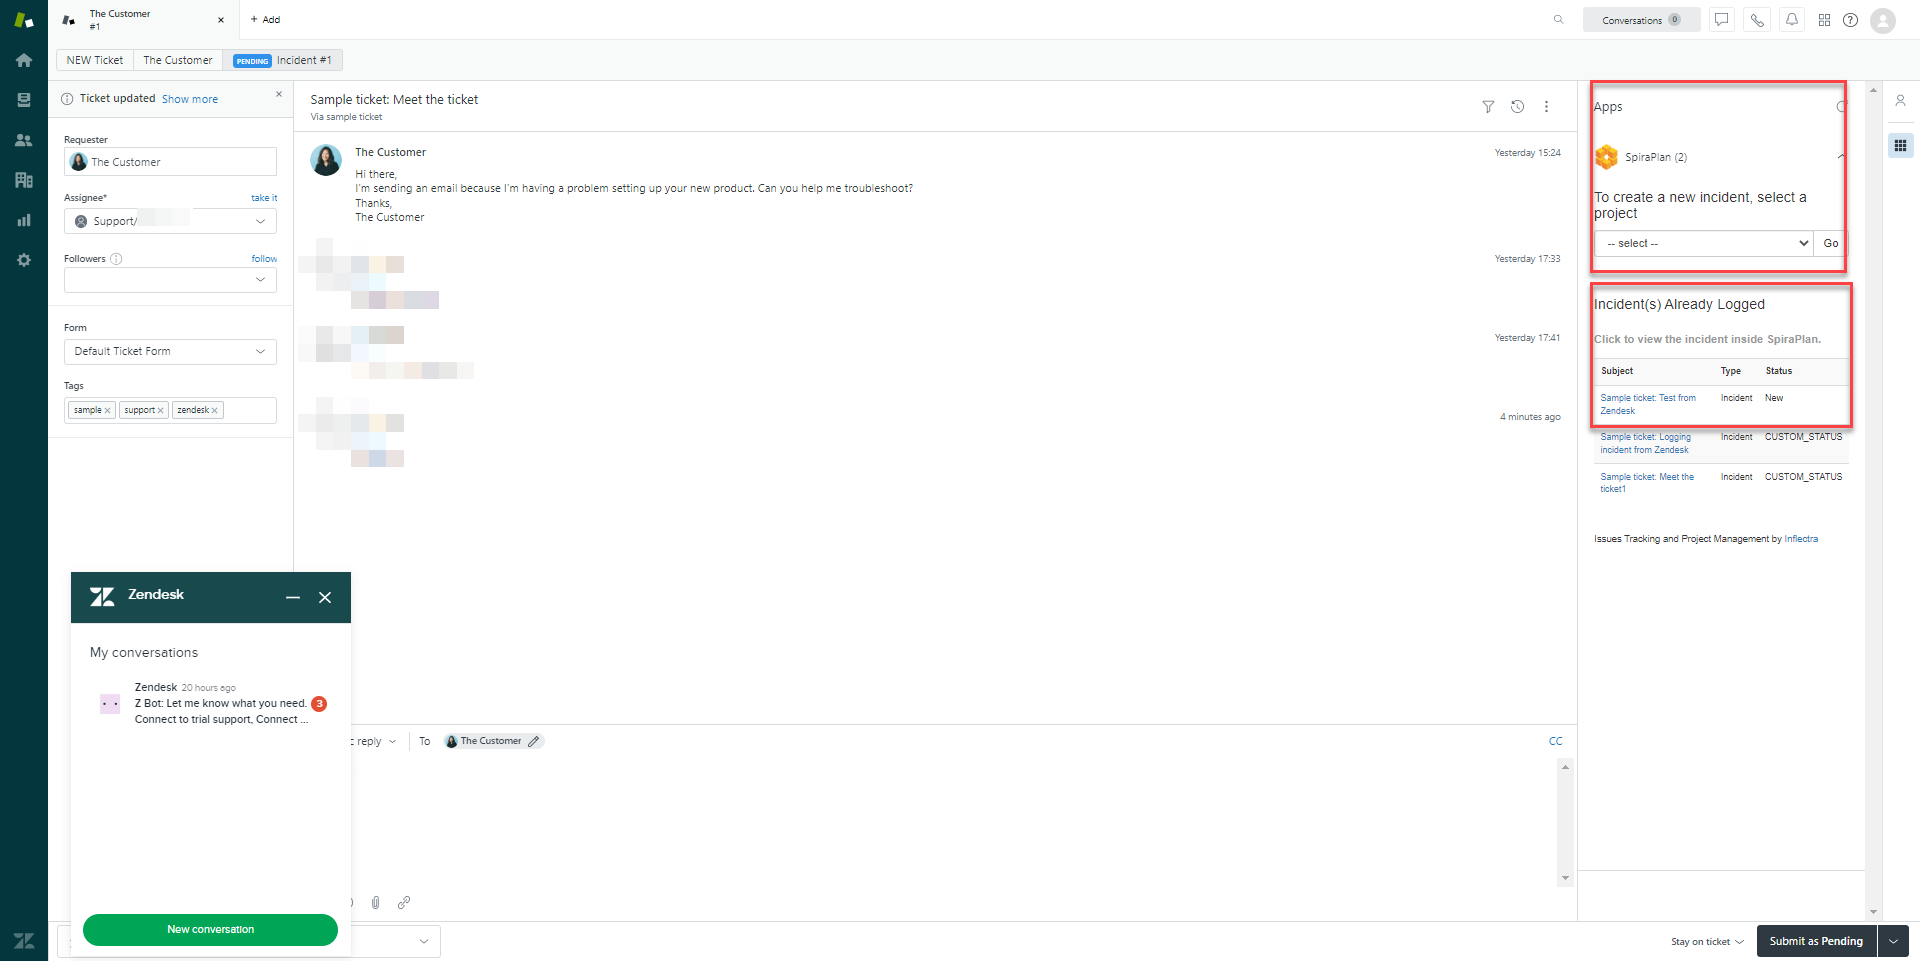 The Customer
#1
+ Add
Conversations 0
NEW Ticket
The Customer
PENDING Incident #1
Ticket updated Show more
Requester
The Customer
Assignee*
take it
Support/
Followers
follow
Form
Default Ticket Form
Tags
sample × support × zendesk ×
Sample ticket: Meet the ticket
Via sample ticket
The Customer
Yesterday 15:24
Hi there,
I'm sending an email because I'm having a problem setting up your new product. Can you help me troubleshoot?
Thanks,
The Customer
Yesterday 17:33
Yesterday 17:41
4 minutes ago
Apps
SpiraPlan (2)
To create a new incident, select a
project
-- select --
Go
Incident(s) Already Logged
Click to view the incident inside SpiraPlan.
Subject Type Status
Sample ticket: Test from Incident New
Zendesk
Sample ticket: Logging Incident CUSTOM_STATUS
incident from Zendesk
Sample ticket: Meet the Incident CUSTOM_STATUS
ticket1
Issues Tracking and Project Management by Inflectra
Zendesk
My conversations
Zendesk 20 hours ago
Z Bot: Let me know what you need. 3
Connect to trial support, Connect ...
New conversation
c reply
To
The Customer
CC
Stay on ticket
Submit as Pending